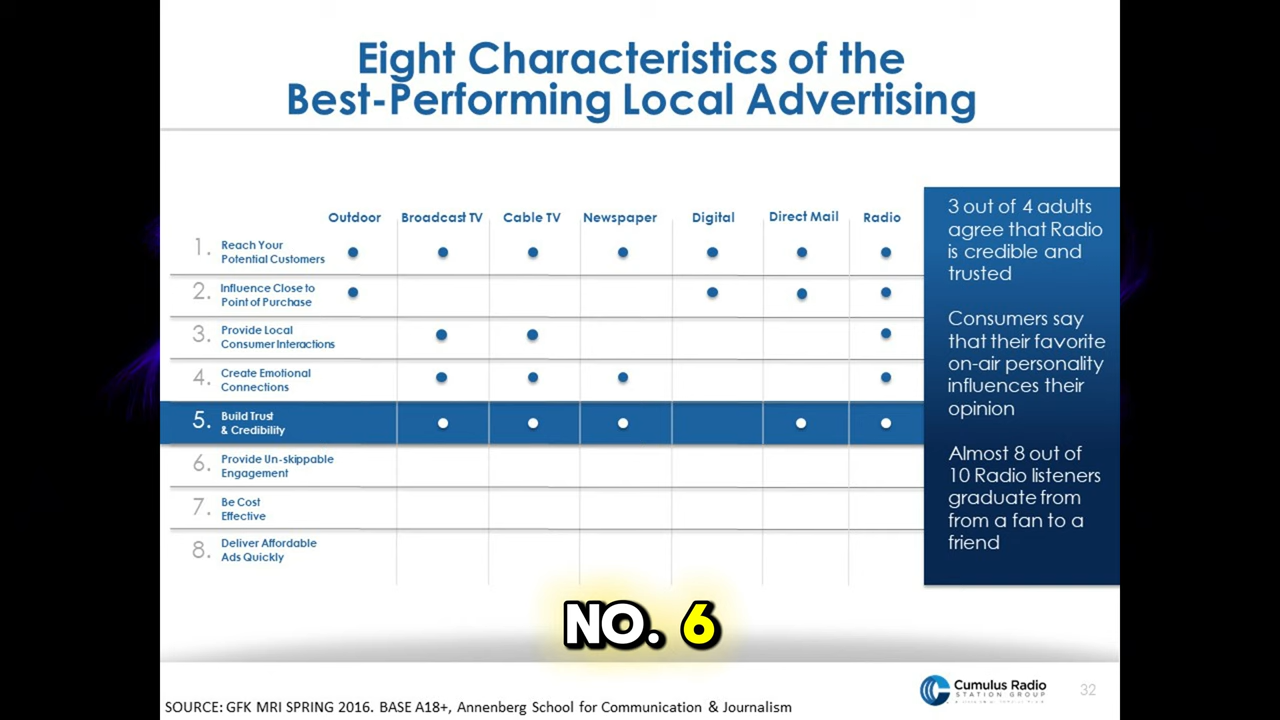 Eight Characteristics of the
Best-Performing Local Advertising
Outdoor Broadcast TV Cable TV Newspaper Digital Direct Mail Radio
1. Reach Your
Potential Customers
2. Influence Close to
Point of Purchase
3. Provide Local
Consumer Interactions
4. Create Emotional
Connections
5. Build Trust
& Credibility
6. Provide Un-skippable
Engagement
7. Be Cost
Effective
8. Deliver Affordable
Ads Quickly
3 out of 4 adults
agree that Radio
is credible and
trusted
Consumers say
that their favorite
on-air personality
influences their
opinion
Almost 8 out of
10 Radio listeners
graduate from
from a fan to a
friend
NO. 6
Cumulus Radio
STATION GROUP
32
SOURCE: GFK MRI SPRING 2016. BASE A18+, Annenberg School for Communication & Journalism